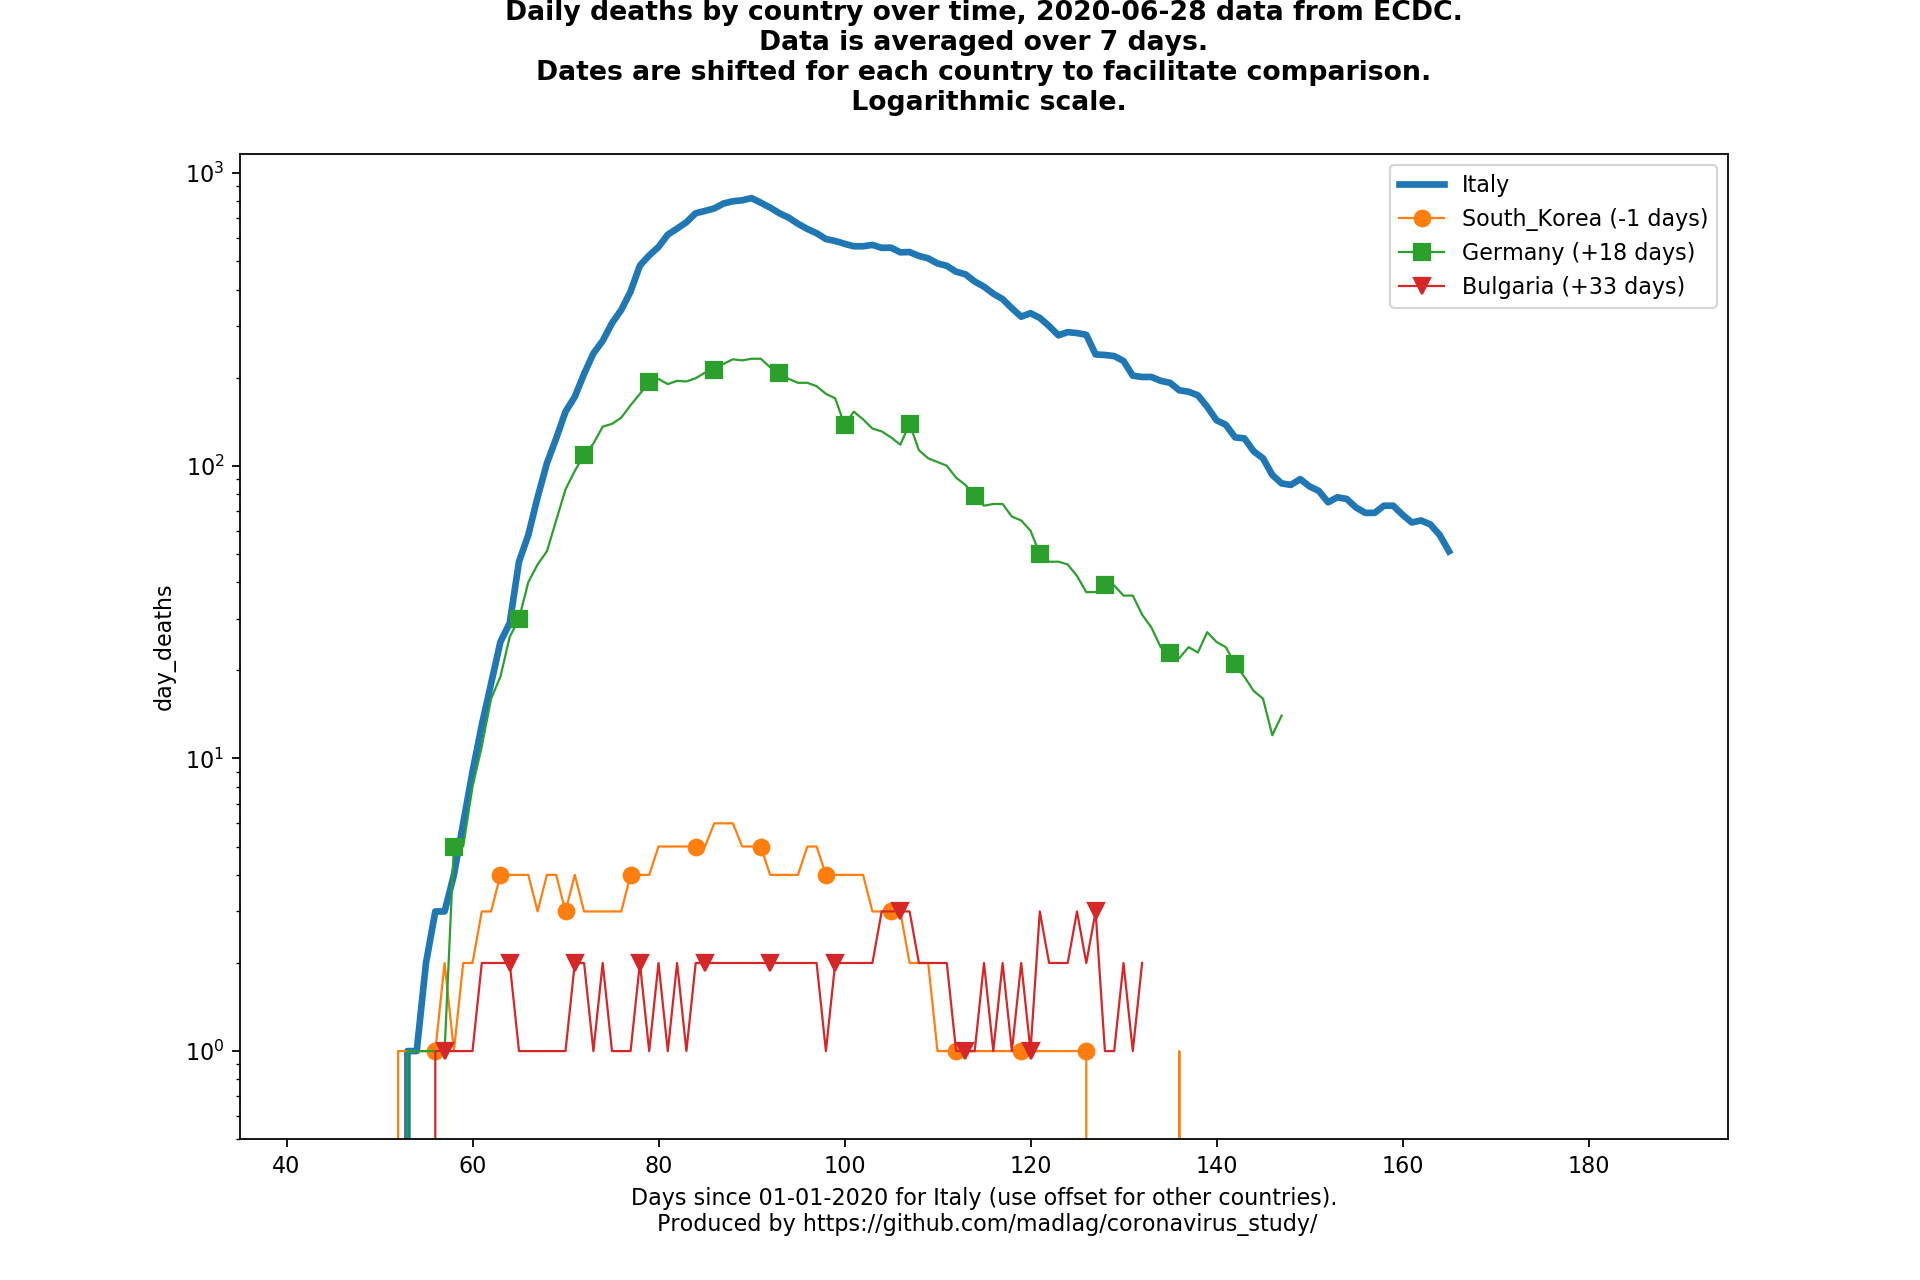 Daily deaths by country over time, 2020-06-28 data from ECDC.
Data is averaged over 7 days.
Dates are shifted for each country to facilitate comparison.
Logarithmic scale.
10³
10²
10¹
10⁰
day_deaths
Italy
South_Korea (-1 days)
Germany (+18 days)
Bulgaria (+33 days)
40 60 80 100 120 140 160 180
Days since 01-01-2020 for Italy (use offset for other countries).
Produced by https://github.com/madlag/coronavirus_study/